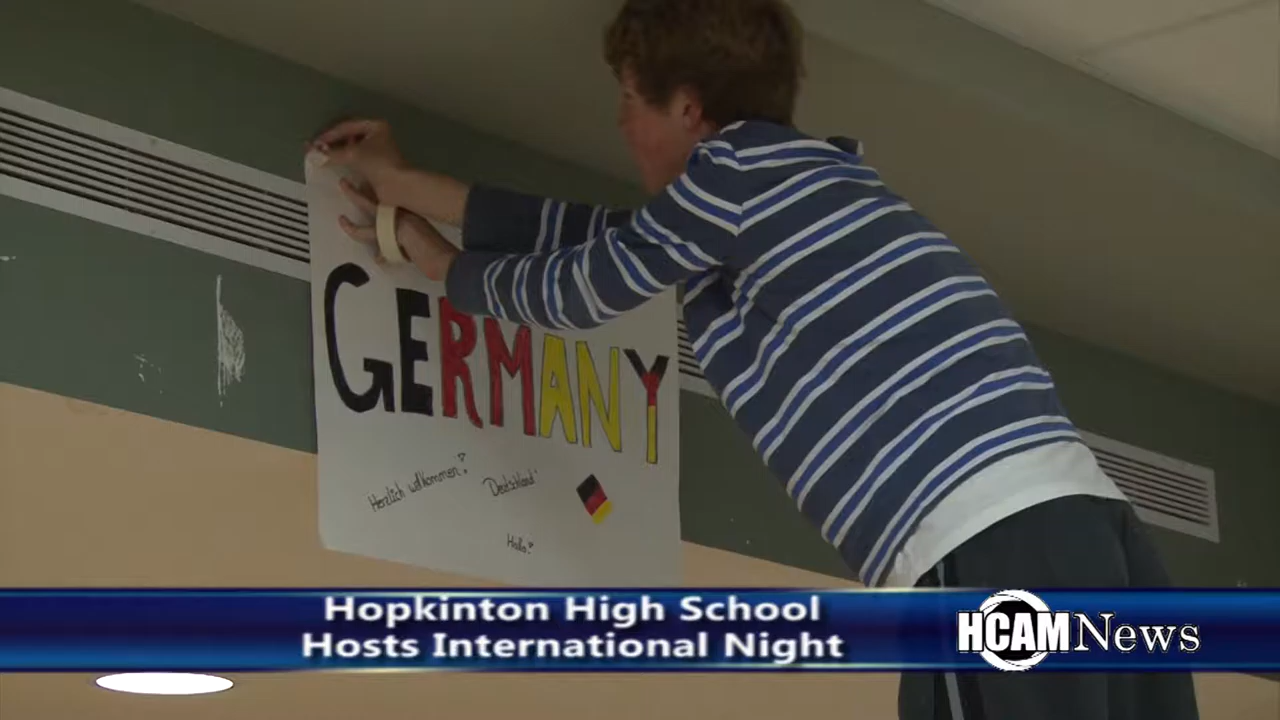 GERMANY
Herzlich willkommen!
"Deutschland"
Hallo!
Hopkinton High School
Hosts International Night
HCAM News